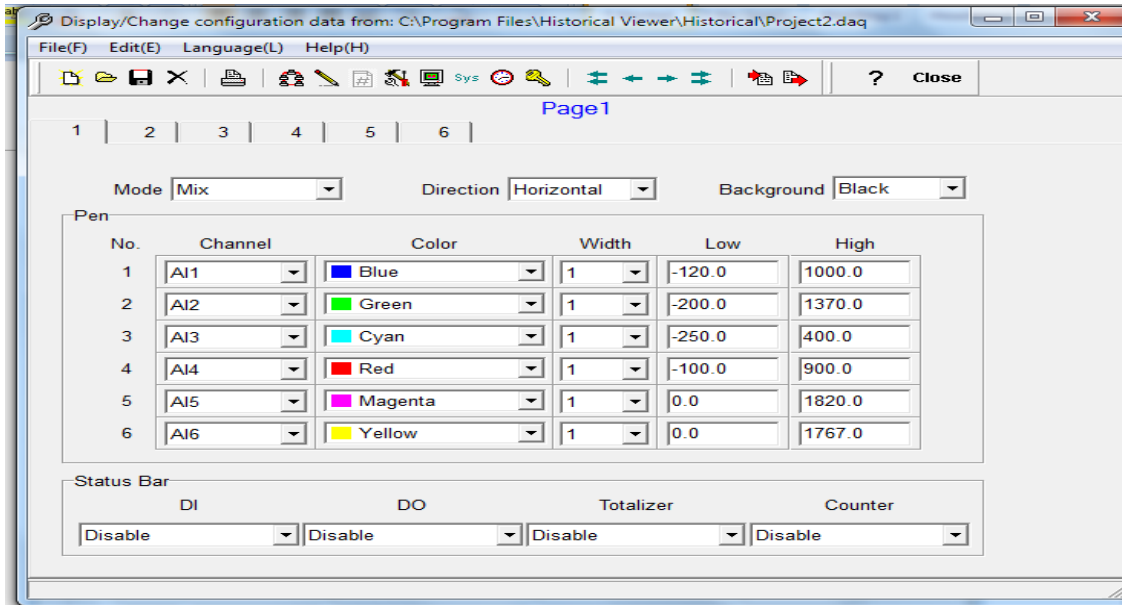 Display/Change configuration data from: C:\Program Files\Historical Viewer\Historical\Project2.daq
File(F) Edit(E) Language(L) Help(H)
Sys ? Close
Page1
1 2 3 4 5 6
Mode Mix Direction Horizontal Background Black
Pen
No. Channel Color Width Low High
1 AI1 Blue 1 -120.0 1000.0
2 AI2 Green 1 -200.0 1370.0
3 AI3 Cyan 1 -250.0 400.0
4 AI4 Red 1 -100.0 900.0
5 AI5 Magenta 1 0.0 1820.0
6 AI6 Yellow 1 0.0 1767.0
Status Bar
DI DO Totalizer Counter
Disable Disable Disable Disable